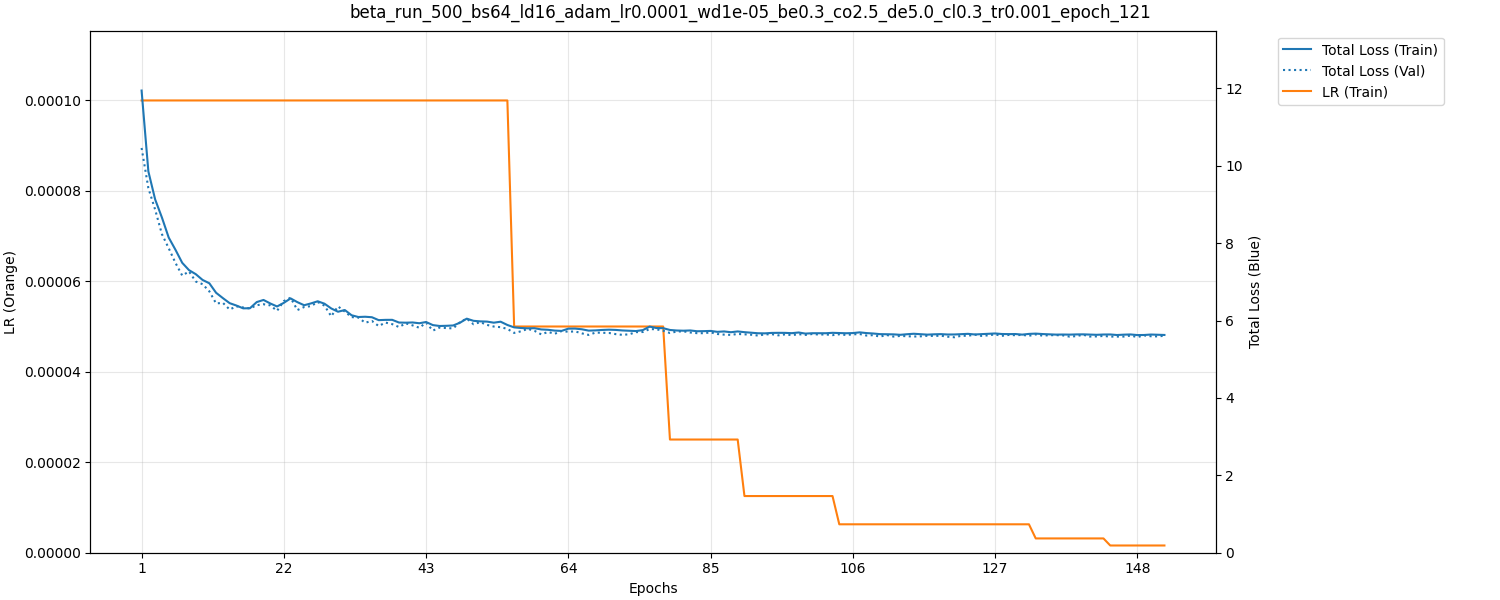 beta_run_500_bs64_ld16_adam_lr0.0001_wd1e-05_be0.3_co2.5_de5.0_cl0.3_tr0.001_epoch_121
Total Loss (Train)
Total Loss (Val)
LR (Train)
LR (Orange)
0.00010
0.00008
0.00006
0.00004
0.00002
0.00000
Total Loss (Blue)
12
10
8
6
4
2
0
1 22 43 64 85 106 127 148
Epochs